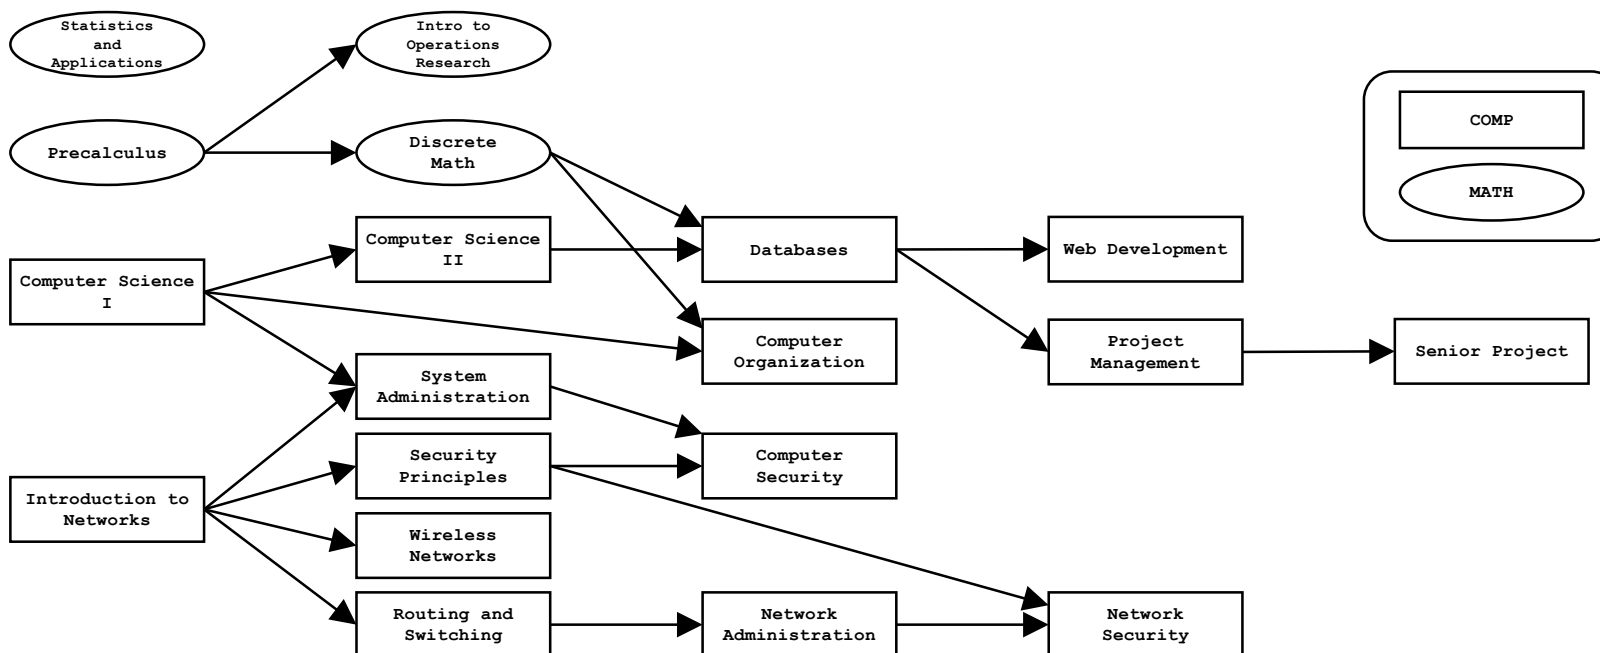 Statistics
and
Applications
Intro to
Operations
Research
COMP
Precalculus
Discrete
Math
MATH
Computer Science
II
Databases
Web Development
Computer Science
I
Computer
Organization
Project
Management
Senior Project
System
Administration
Security
Principles
Computer
Security
Introduction to
Networks
Wireless
Networks
Routing and
Switching
Network
Administration
Network
Security